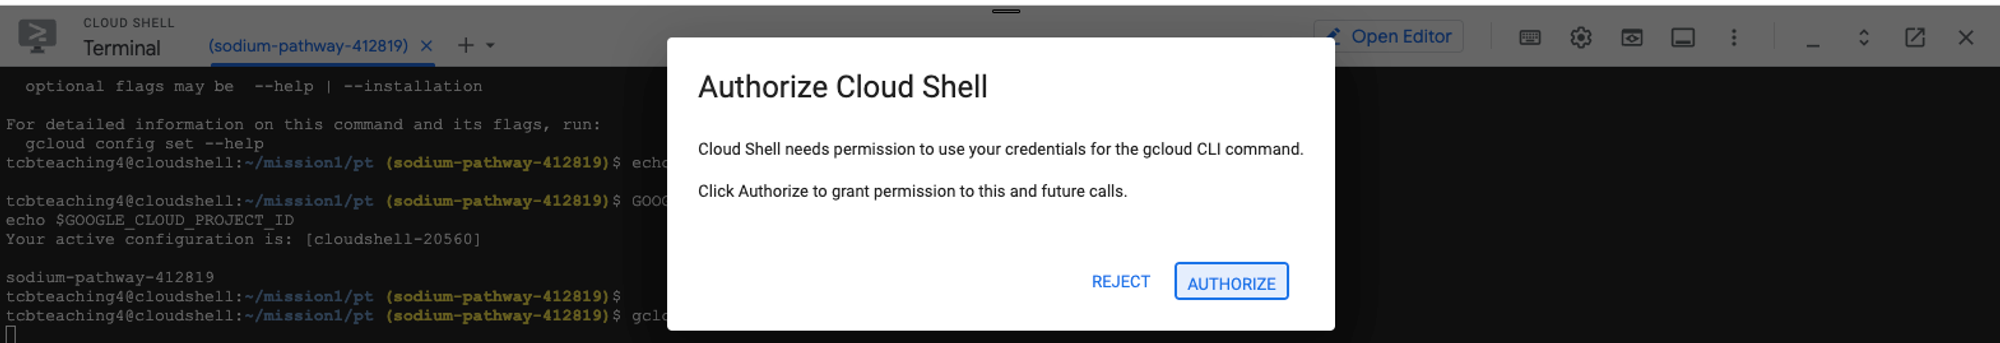 CLOUD SHELL
Terminal
(sodium-pathway-412819)
Open Editor
optional flags may be --help | --installation
For detailed information on this command and its flags, run:
gcloud config set --help
tcbteaching4@cloudshell:~/mission1/pt (sodium-pathway-412819)$ echo
tcbteaching4@cloudshell:~/mission1/pt (sodium-pathway-412819)$ GOOG
echo $GOOGLE_CLOUD_PROJECT_ID
Your active configuration is: [cloudshell-20560]
sodium-pathway-412819
tcbteaching4@cloudshell:~/mission1/pt (sodium-pathway-412819)$
tcbteaching4@cloudshell:~/mission1/pt (sodium-pathway-412819)$ gclo
Authorize Cloud Shell
Cloud Shell needs permission to use your credentials for the gcloud CLI command.
Click Authorize to grant permission to this and future calls.
REJECT
AUTHORIZE